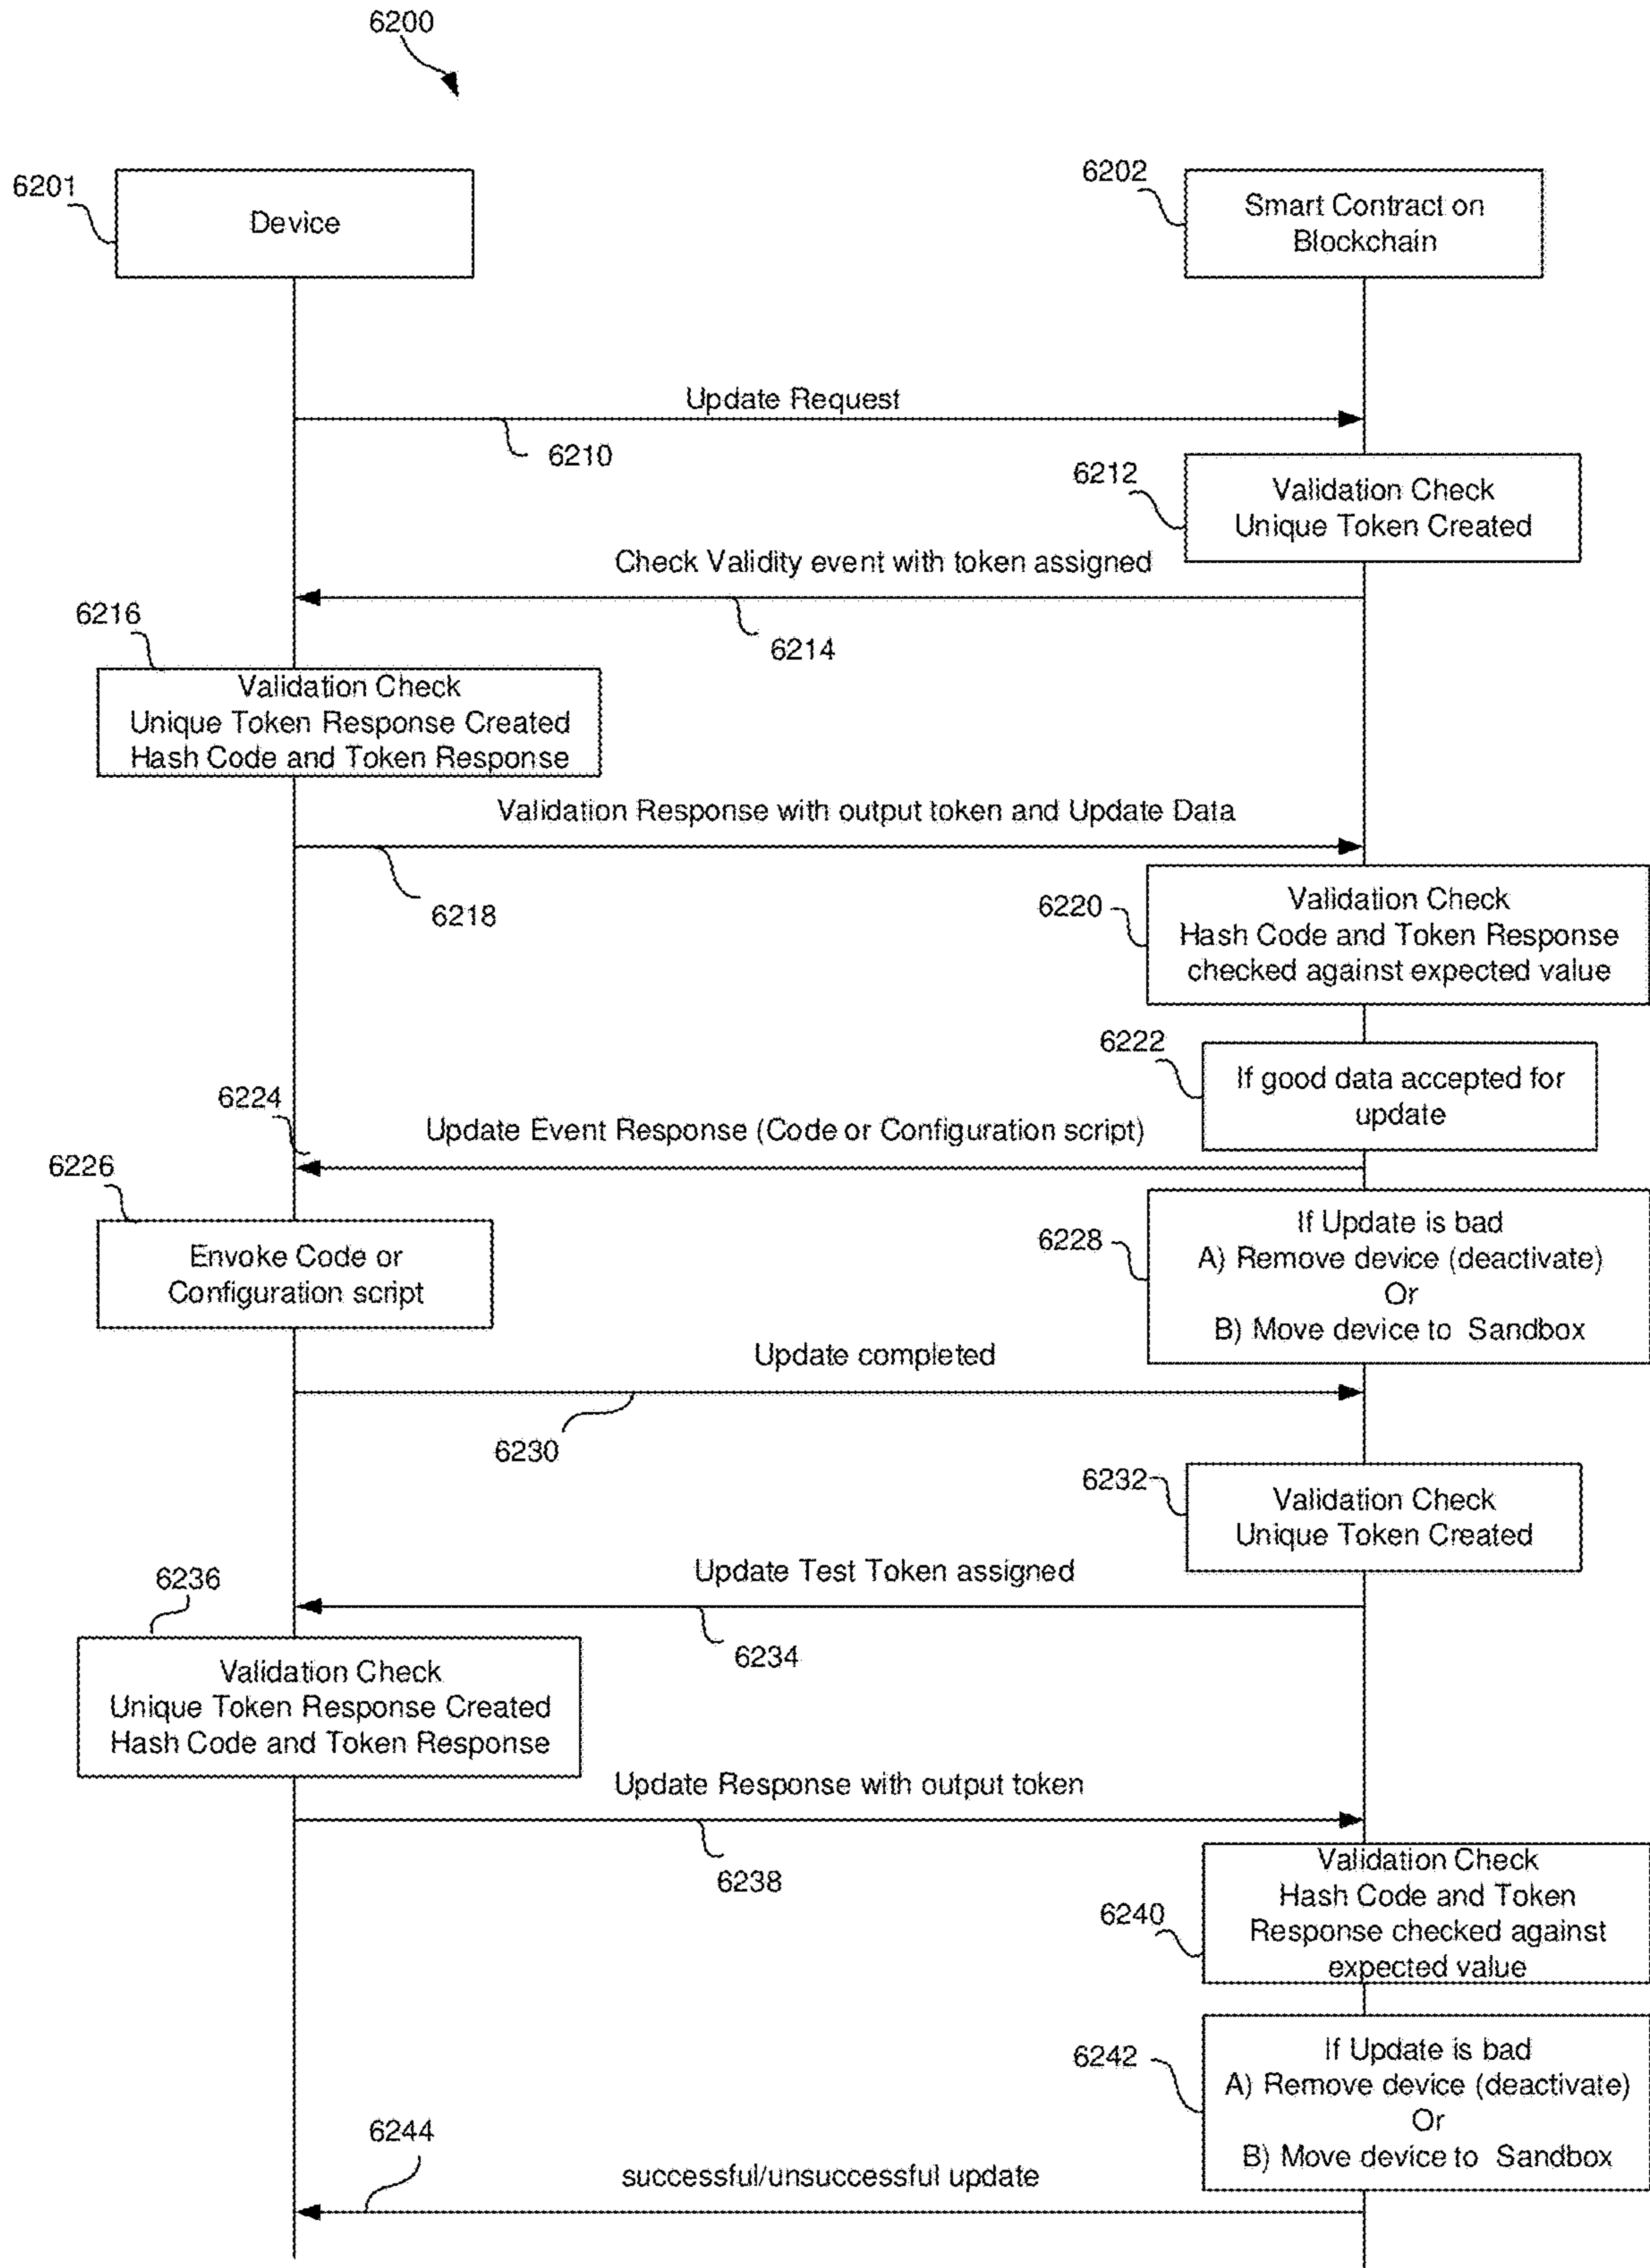 6200
6201
Device
6202
Smart Contract on
Blockchain
Update Request
6210
6212
Validation Check
Unique Token Created
Check Validity event with token assigned
6214
6216
Validation Check
Unique Token Response Created
Hash Code and Token Response
Validation Response with output token and Update Data
6218
6220
Validation Check
Hash Code and Token Response
checked against expected value
6222
If good data accepted for
update
6224
Update Event Response (Code or Configuration script)
6226
Envoke Code or
Configuration script
6228
If Update is bad
A) Remove device (deactivate)
Or
B) Move device to Sandbox
Update completed
6230
6232
Validation Check
Unique Token Created
Update Test Token assigned
6234
6236
Validation Check
Unique Token Response Created
Hash Code and Token Response
Update Response with output token
6238
6240
Validation Check
Hash Code and Token
Response checked against
expected value
6242
If Update is bad
A) Remove device (deactivate)
Or
B) Move device to Sandbox
6244
successful/unsuccessful update